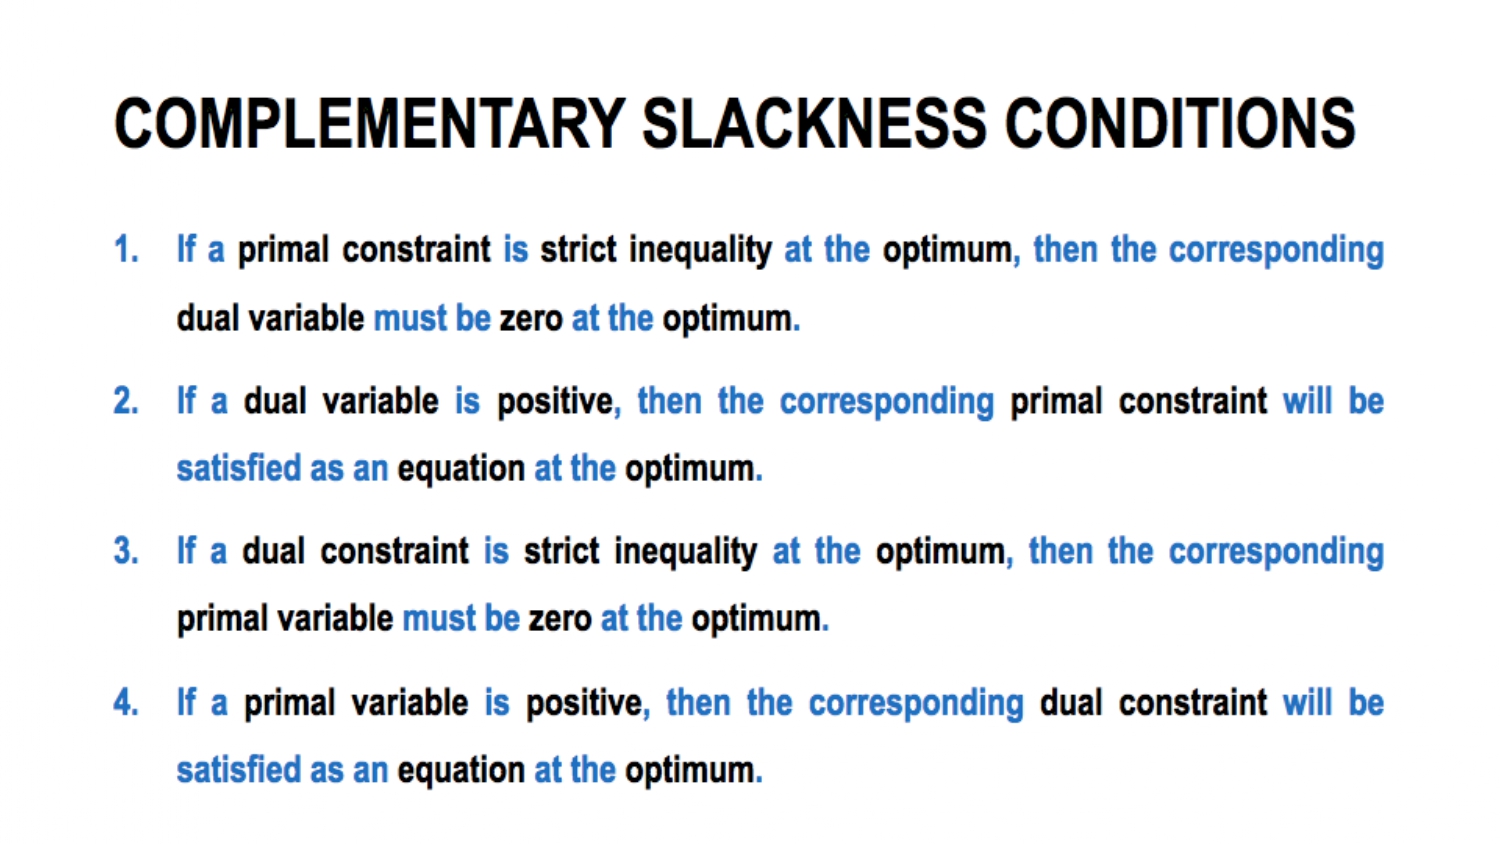 COMPLEMENTARY SLACKNESS CONDITIONS
1. If a primal constraint is strict inequality at the optimum, then the corresponding
dual variable must be zero at the optimum.
2. If a dual variable is positive, then the corresponding primal constraint will be
satisfied as an equation at the optimum.
3. If a dual constraint is strict inequality at the optimum, then the corresponding
primal variable must be zero at the optimum.
4. If a primal variable is positive, then the corresponding dual constraint will be
satisfied as an equation at the optimum.